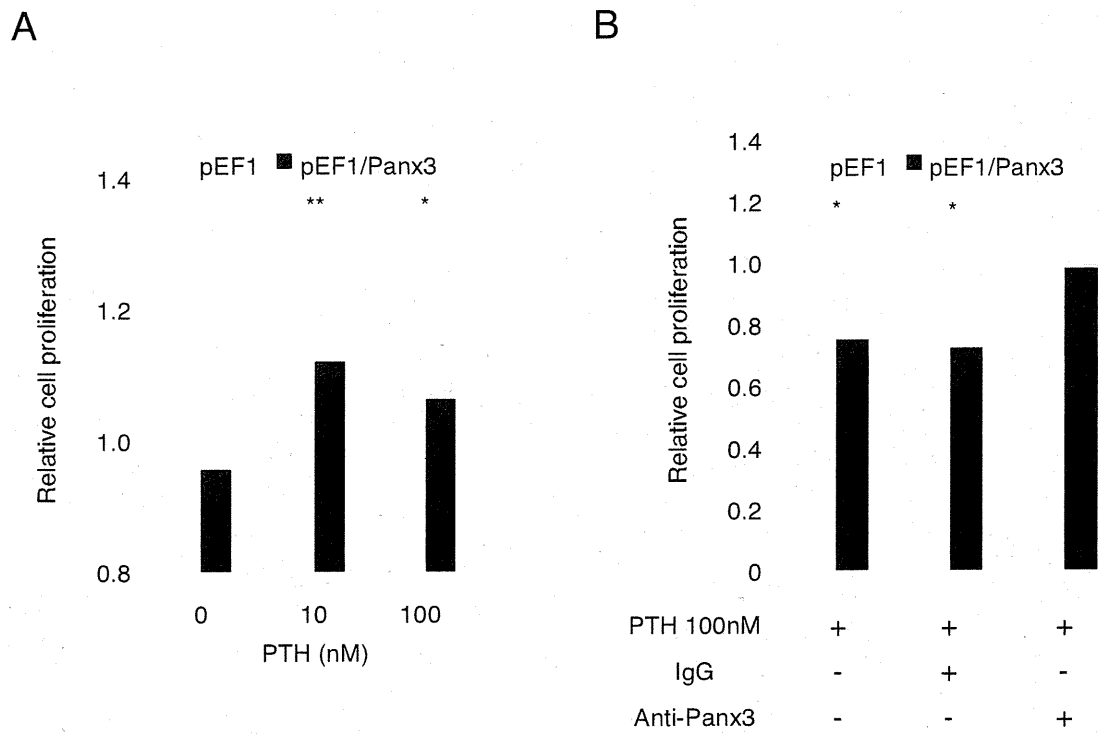 A
pEF1 pEF1/Panx3
** *
1.4
1.2
1.0
0.8
Relative cell proliferation
0 10 100
PTH (nM)
B
pEF1 pEF1/Panx3
* *
1.4
1.2
1.0
0.8
0.6
0.4
0.2
0
Relative cell proliferation
PTH 100nM + + +
IgG - + -
Anti-Panx3 - - +